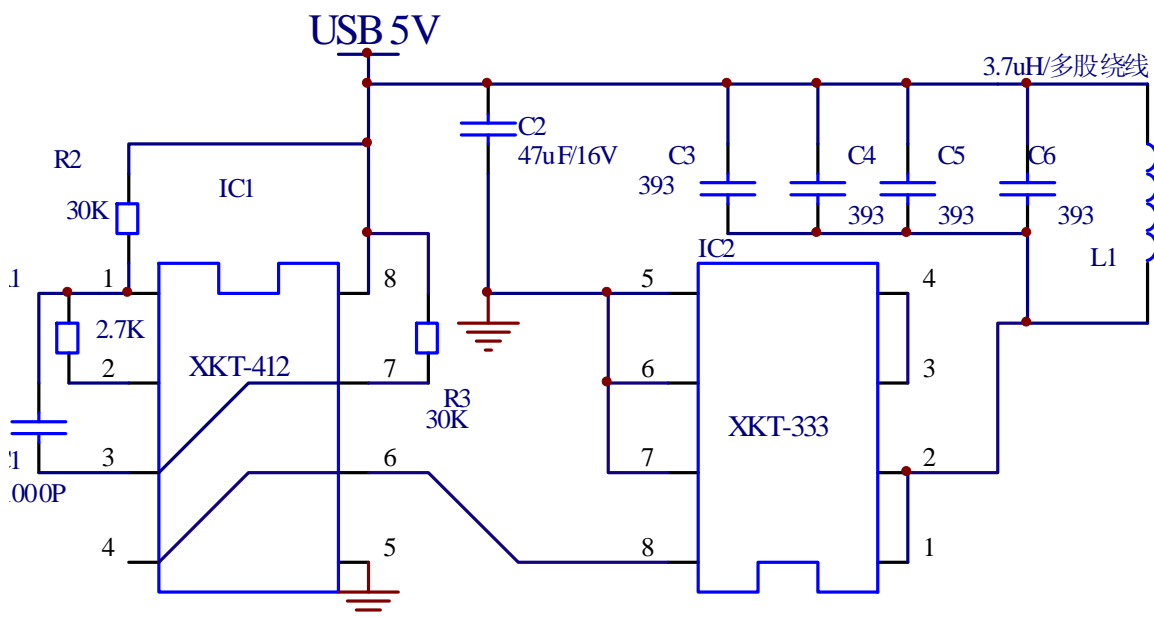 USB 5V
3.7uH/多股绕线
C2
47uF/16V
R2
30K
IC1
C3
393
C4
393
C5
393
C6
393
IC2
L1
1
2.7K
2
3
4
8
7
6
5
XKT-412
R3
30K
1000P
5
6
7
8
4
3
2
1
XKT-333